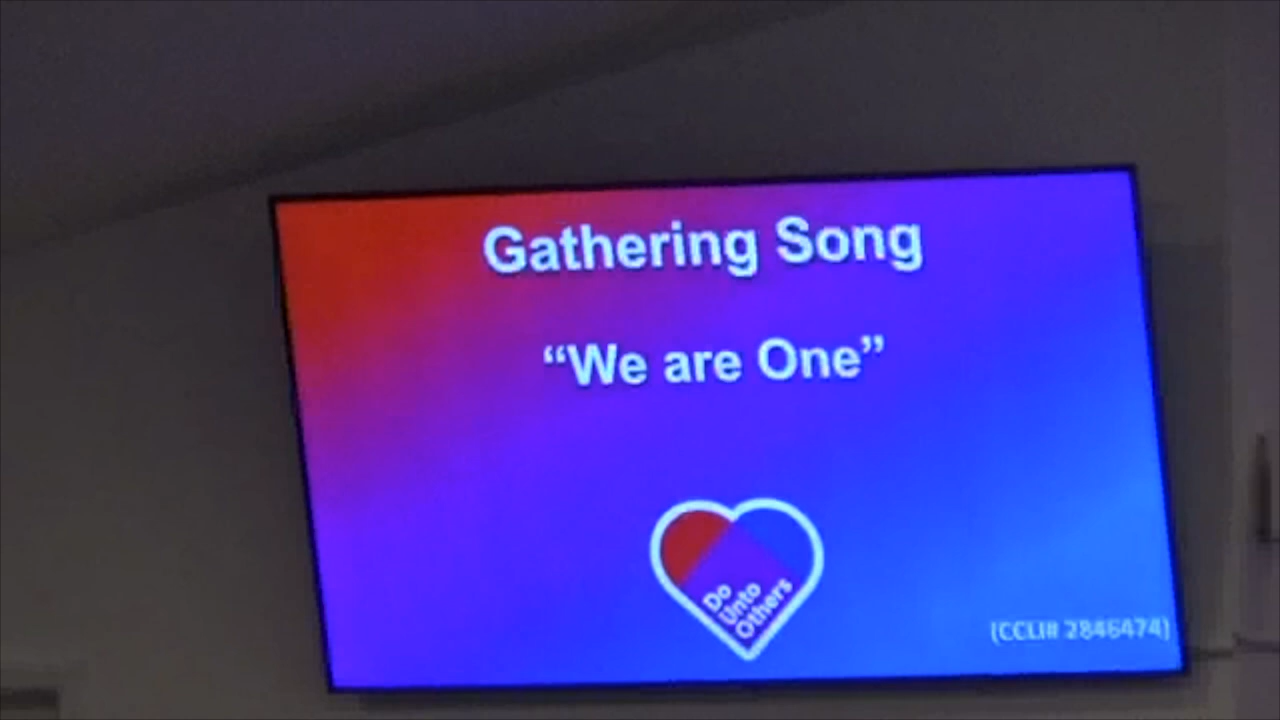 Gathering Song
“We are One”
Do
Unto
Others
(CCLI# 2846474)